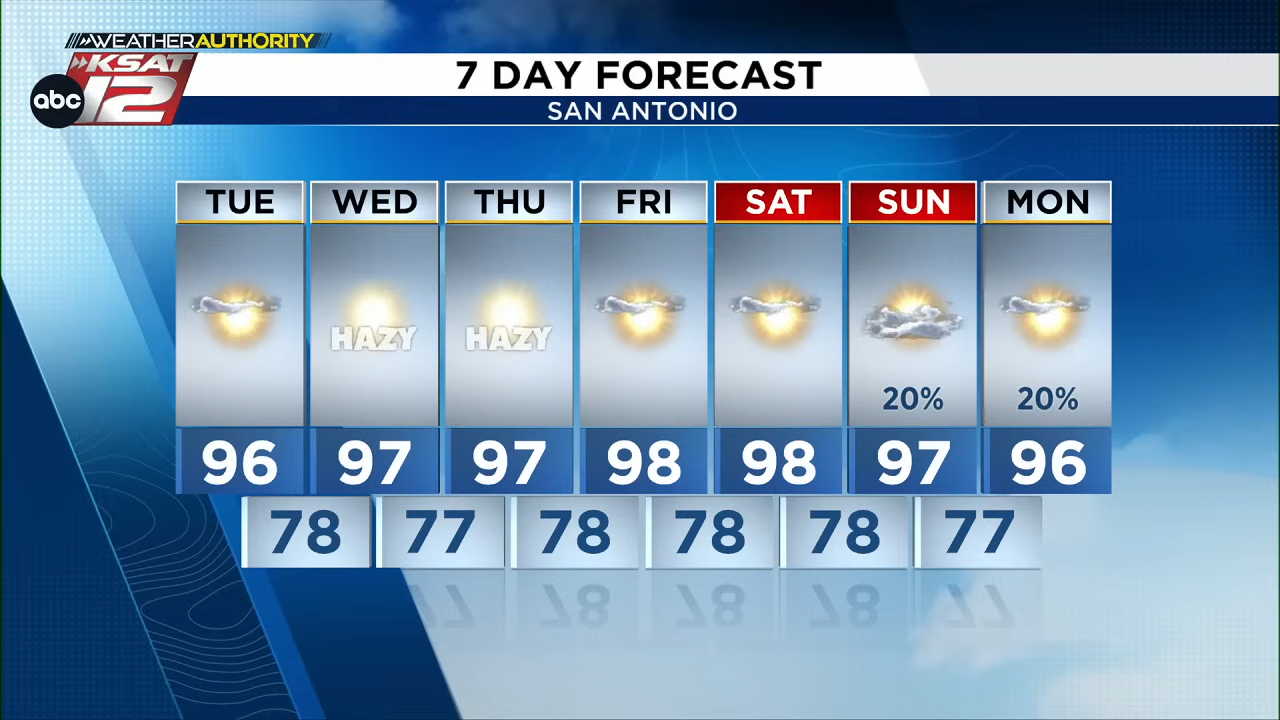 WEATHERAUTHORITY
KSAT
12
abc
7 DAY FORECAST
SAN ANTONIO
TUE WED THU FRI SAT SUN MON
HAZY HAZY
20% 20%
96 97 97 98 98 97 96
78 77 78 78 78 77